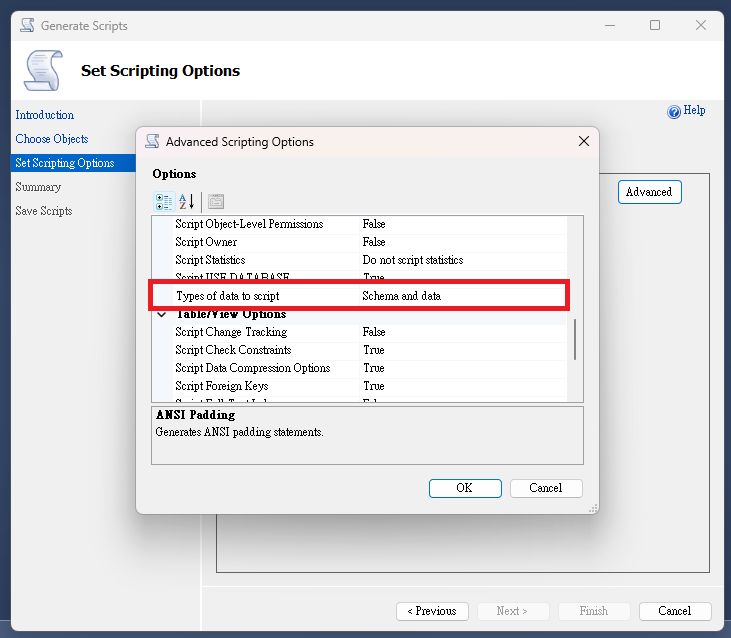 Generate Scripts
Set Scripting Options
Help
Introduction
Choose Objects
Set Scripting Options
Summary
Save Scripts
Advanced
Advanced Scripting Options
Options
Script Object-Level Permissions False
Script Owner False
Script Statistics Do not script statistics
Script USE DATABASE True
Types of data to script Schema and data
Table/View Options
Script Change Tracking False
Script Check Constraints True
Script Data Compression Options True
Script Foreign Keys True
ANSI Padding
Generates ANSI padding statements.
OK Cancel
< Previous Next > Finish Cancel